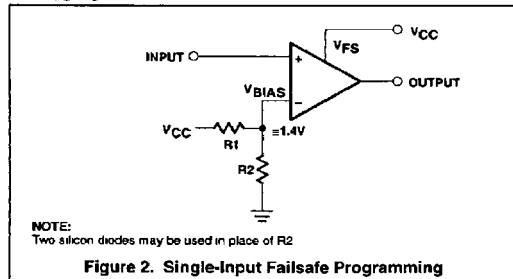 VCC
VFS
INPUT
+
OUTPUT
VBIAS
–
VCC
≅1.4V
R1
R2
NOTE:
Two silicon diodes may be used in place of R2
Figure 2. Single-Input Failsafe Programming